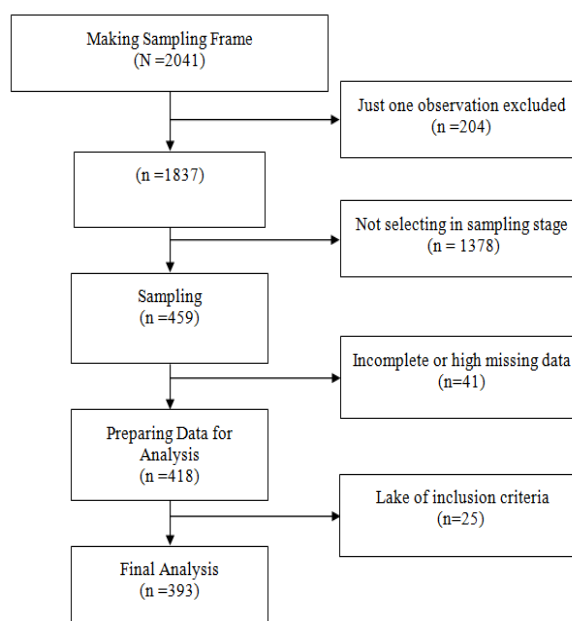 Making Sampling Frame
(N =2041)
Just one observation excluded
(n =204)
(n =1837)
Not selecting in sampling stage
(n = 1378)
Sampling
(n =459)
Incomplete or high missing data
(n=41)
Preparing Data for
Analysis
(n =418)
Lake of inclusion criteria
(n=25)
Final Analysis
(n =393)